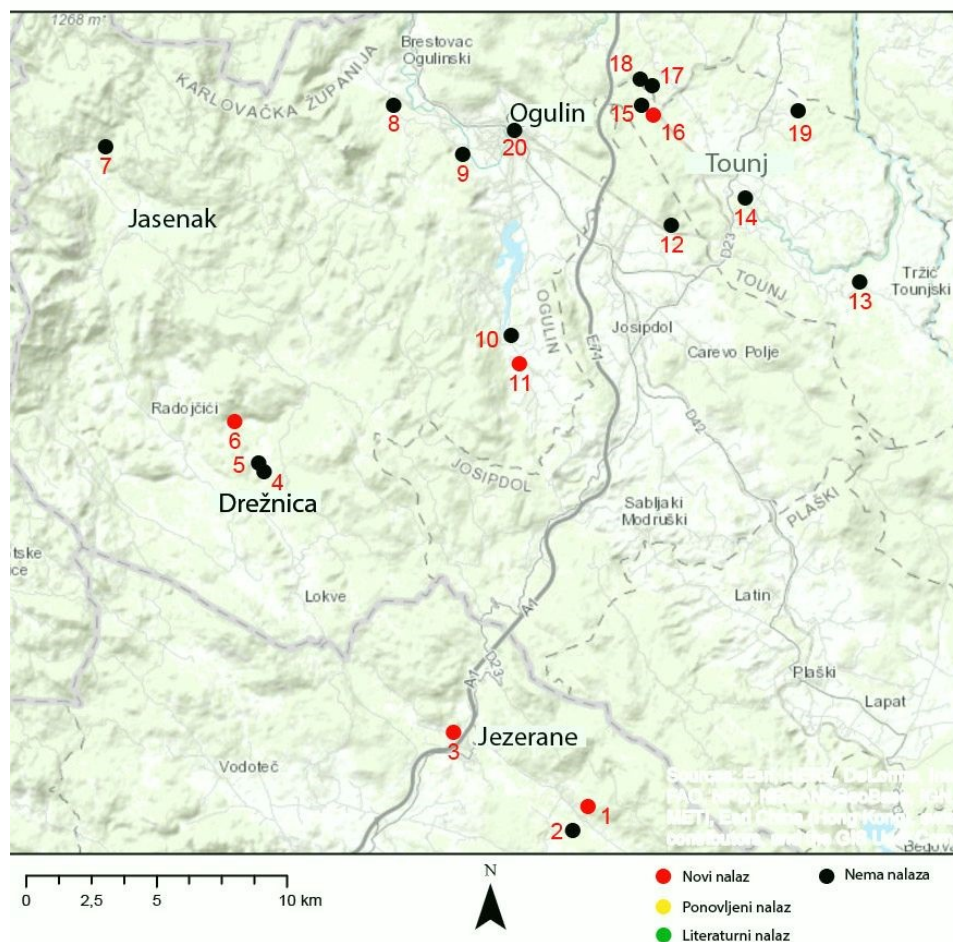 1268 m
Brestovac
Ogulinski
KARLOVAČKA ŽUPANIJA
18
17
8
Ogulin
15
16
19
20
7
9
Tounj
14
Jasenak
12
D23
TOUNJ
Tržić
Tounjski
13
OGULIN
10
Josipdol
E71
Carevo Polje
11
Radojčići
6
D42
5
4
JOSIPDOL
Drežnica
Sabljaki
Modruški
PLAŠKI
Lokve
Latin
A1
D23
Plaški
A1
Lapat
3
Jezerane
Vodoteč
1
2
0
2,5
5
10 km
N
Novi nalaz
Nema nalaza
Ponovljeni nalaz
Literaturni nalaz